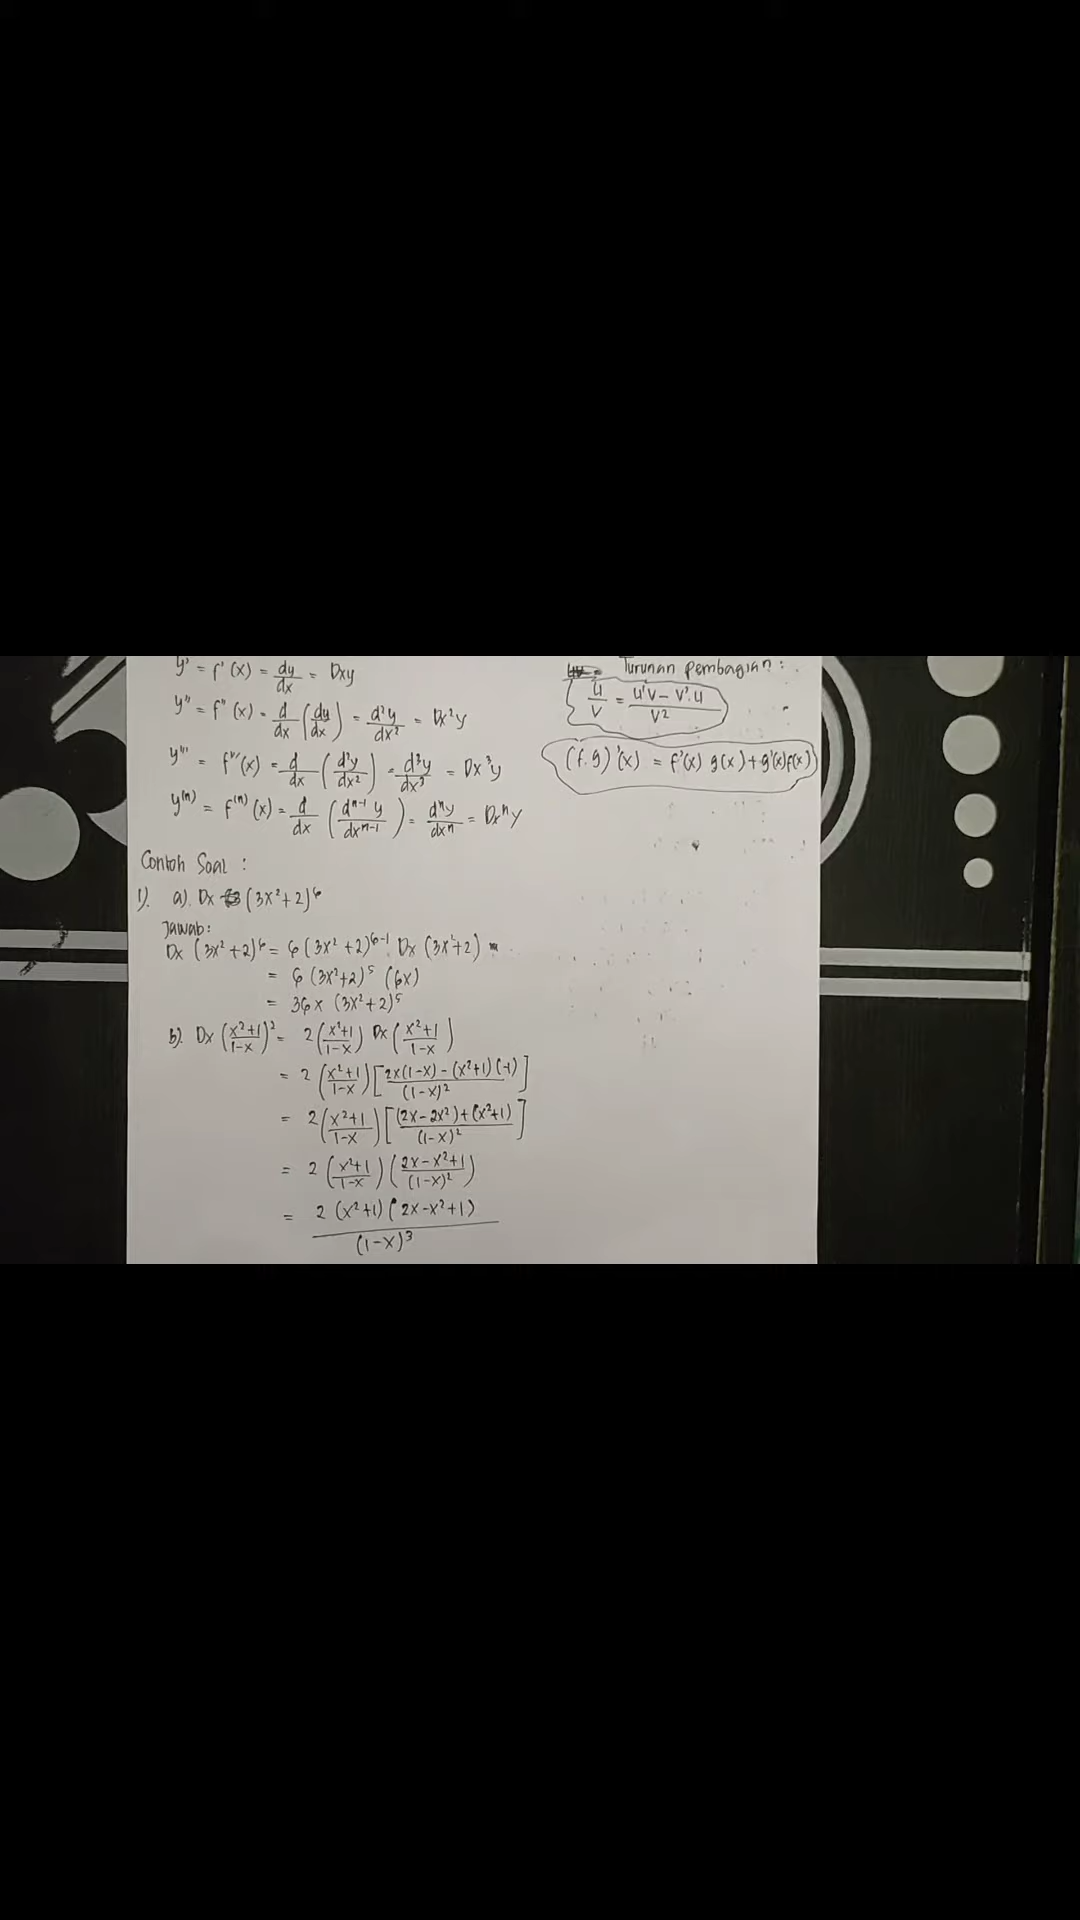 y' = f'(x) = dy/dx = Dxy
y'' = f''(x) = d/dx (dy/dx) = d²y/dx² = Dx²y
y''' = f'''(x) = d/dx (d²y/dx²) = d³y/dx³ = Dx³y
y⁽ⁿ⁾ = f⁽ⁿ⁾(x) = d/dx (dⁿ⁻¹y/dxⁿ⁻¹) = dⁿy/dxⁿ = Dxⁿy
Turunan pembagian :
u/v = (u'v - v'.u)/v²
(f.g)'(x) = f'(x) g(x) + g'(x) f(x)
Contoh Soal :
1). a). Dx (3x²+2)⁶
Jawab:
Dx (3x²+2)⁶ = 6 (3x²+2)⁶⁻¹ . Dx (3x²+2)
= 6 (3x²+2)⁵ (6x)
= 36x (3x²+2)⁵
b). Dx ((x²+1)/(1-x))² = 2 ((x²+1)/(1-x)) Dx ((x²+1)/(1-x))
= 2 ((x²+1)/(1-x)) [(2x(1-x) - (x²+1)(-1))/(1-x)²]
= 2 ((x²+1)/(1-x)) [((2x-2x²)+(x²+1))/(1-x)²]
= 2 ((x²+1)/(1-x)) ((2x-x²+1)/(1-x)²)
= 2 (x²+1) (2x-x²+1) / (1-x)³